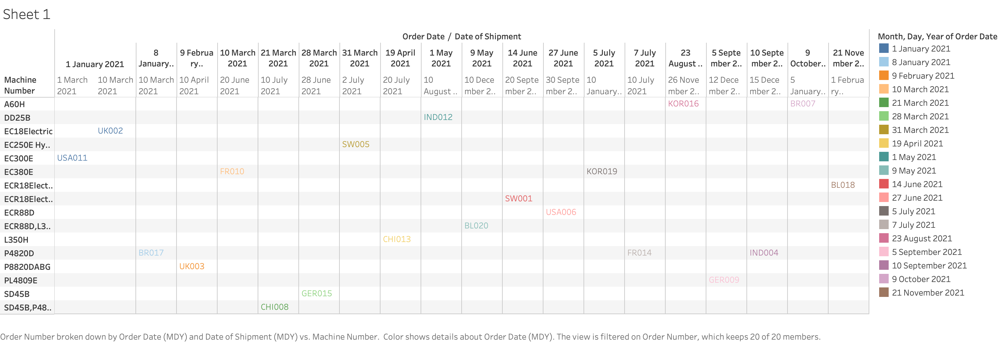 Sheet 1
Order Date / Date of Shipment
1 January 2021
8 January..
9 Februa ry..
10 March 2021
21 March 2021
28 March 2021
31 March 2021
19 April 2021
1 May 2021
9 May 2021
14 June 2021
27 June 2021
5 July 2021
7 July 2021
23 August ..
5 Septe mber 2..
10 Septe mber 2..
9 October..
21 Nove mber 2..
Machine Number
1 March 2021
10 March 2021
10 March 2021
10 April 2021
20 June 2021
10 July 2021
28 June 2021
2 July 2021
20 July 2021
10 August ..
10 Dece mber 2..
20 Septe mber 2..
30 Septe mber 2..
10 January..
10 July 2021
26 Nove mber 2..
12 Dece mber 2..
15 Dece mber 2..
5 January..
1 Februa ry..
A60H KOR016 BR007
DD25B IND012
EC18Electric UK002
EC250E Hy.. SW005
EC300E USA011
EC380E FR010 KOR019
ECR18Elect.. BL018
ECR18Elect.. SW001
ECR88D USA006
ECR88D,L3.. BL020
L350H CHI013
P4820D BR017 FR014 IND004
P8820DABG UK003
PL4809E GER009
SD45B GER015
SD45B,P48.. CHI008
Month, Day, Year of Order Date
1 January 2021
8 January 2021
9 February 2021
10 March 2021
21 March 2021
28 March 2021
31 March 2021
19 April 2021
1 May 2021
9 May 2021
14 June 2021
27 June 2021
5 July 2021
7 July 2021
23 August 2021
5 September 2021
10 September 2021
9 October 2021
21 November 2021
Order Number broken down by Order Date (MDY) and Date of Shipment (MDY) vs. Machine Number.  Color shows details about Order Date (MDY). The view is filtered on Order Number, which keeps 20 of 20 members.